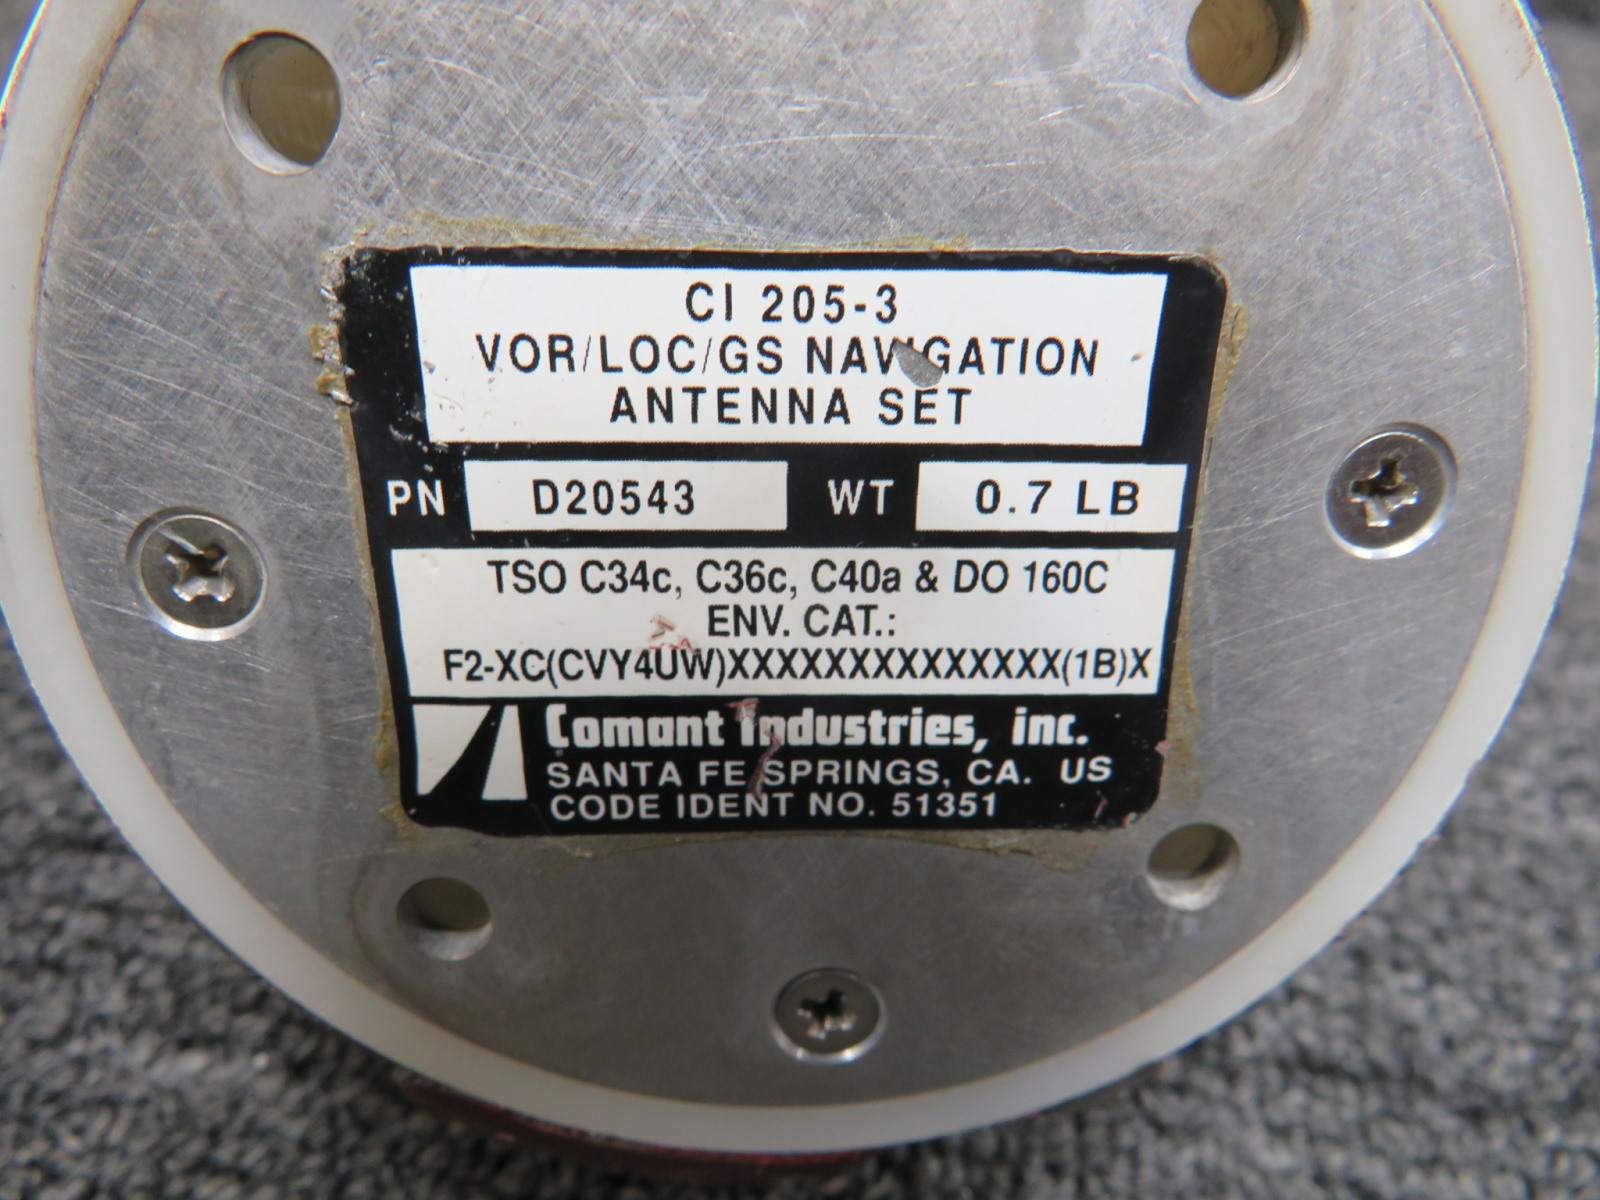 CI 205-3
VOR/LOC/GS NAVIGATION
ANTENNA SET
PN D20543 WT 0.7 LB
TSO C34c, C36c, C40a & DO 160C
ENV. CAT.:
F2-XC(CVY4UW)XXXXXXXXXXXXXX(1B)X
Comant Industries, inc.
SANTA FE SPRINGS, CA. US
CODE IDENT NO. 51351